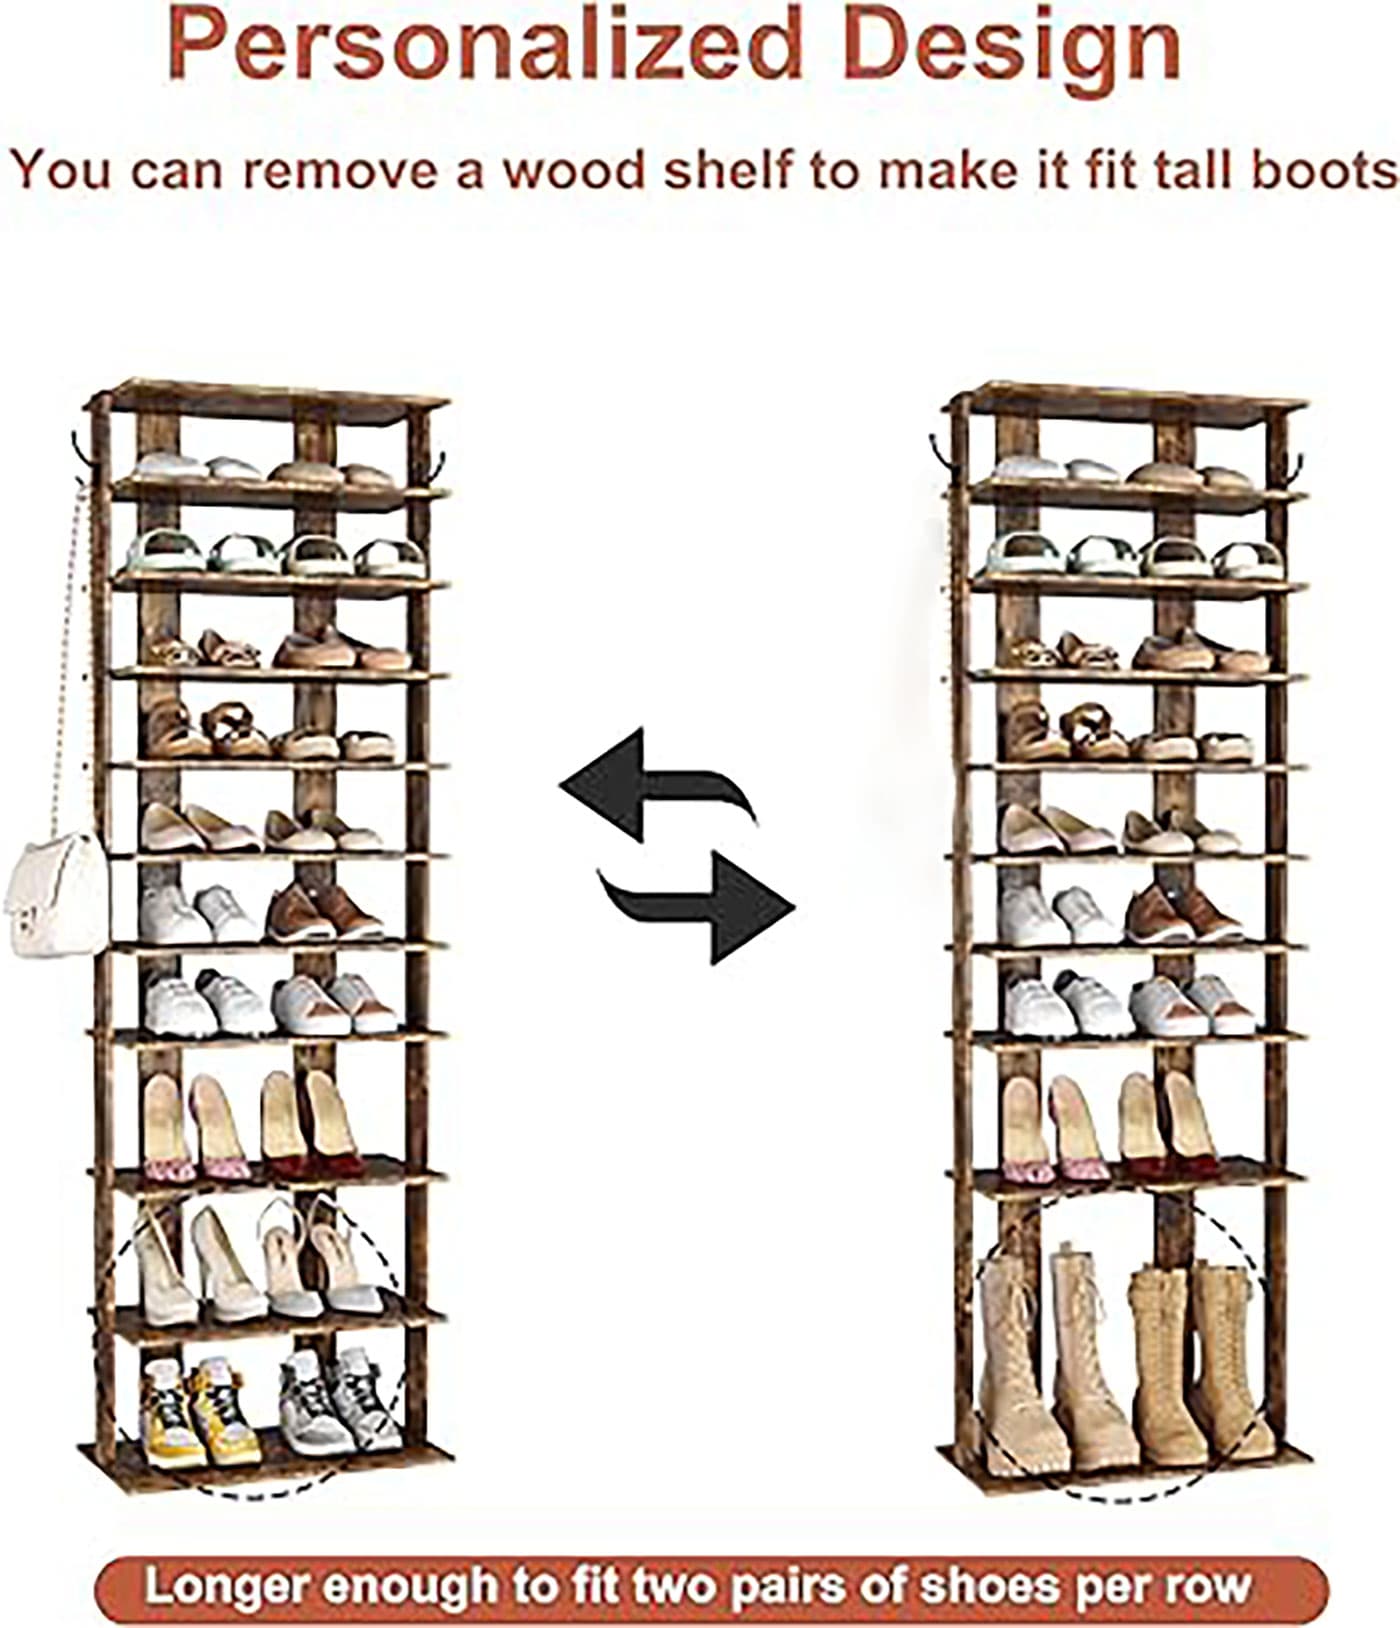 Personalized Design
You can remove a wood shelf to make it fit tall boots
Longer enough to fit two pairs of shoes per row